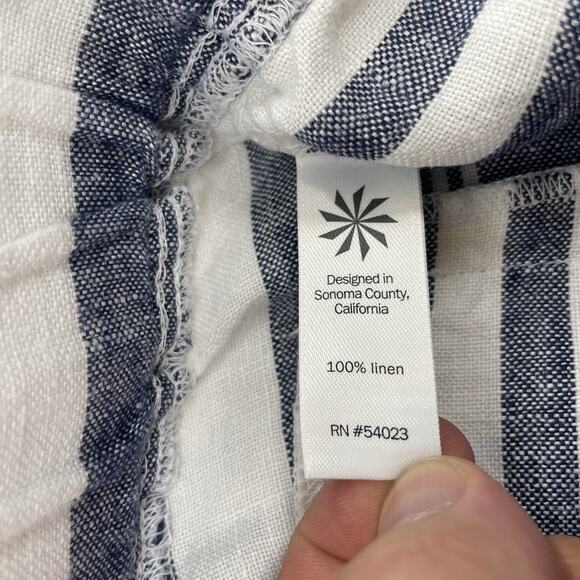 Designed in
Sonoma County,
California
100% linen
RN #54023